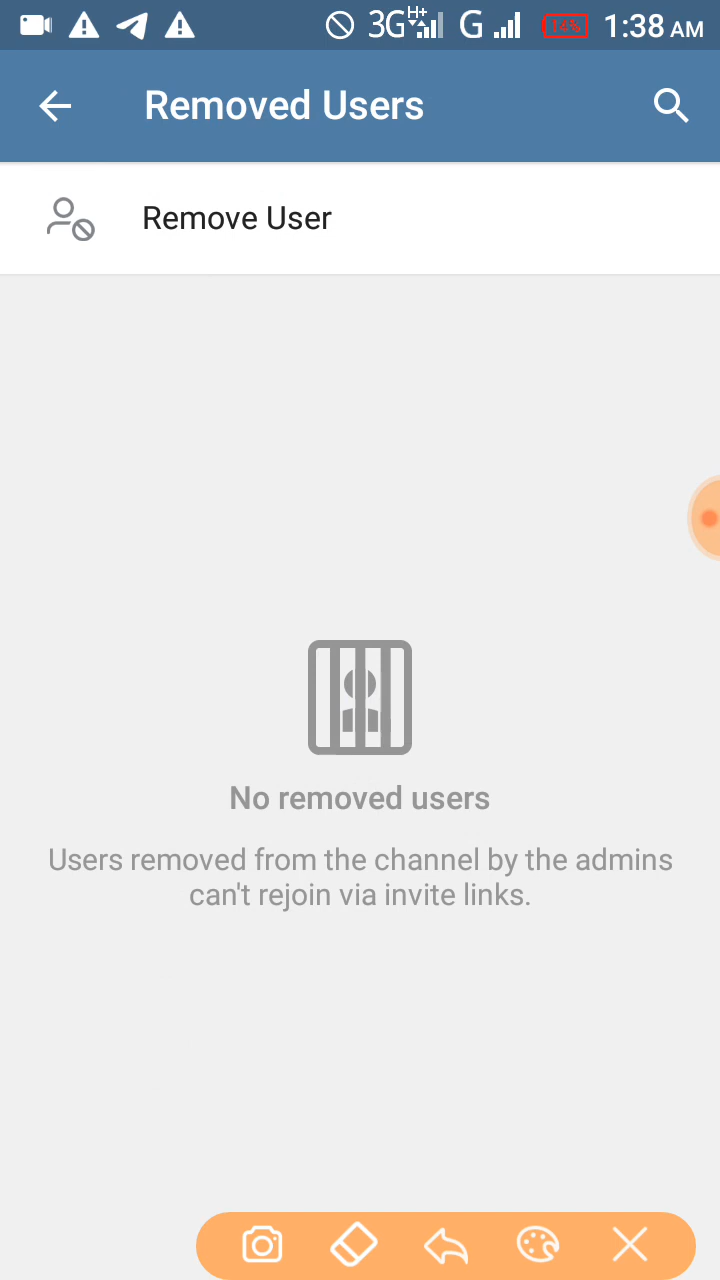 3G H+ G 14% 1:38 AM
Removed Users
Remove User
No removed users
Users removed from the channel by the admins
can't rejoin via invite links.